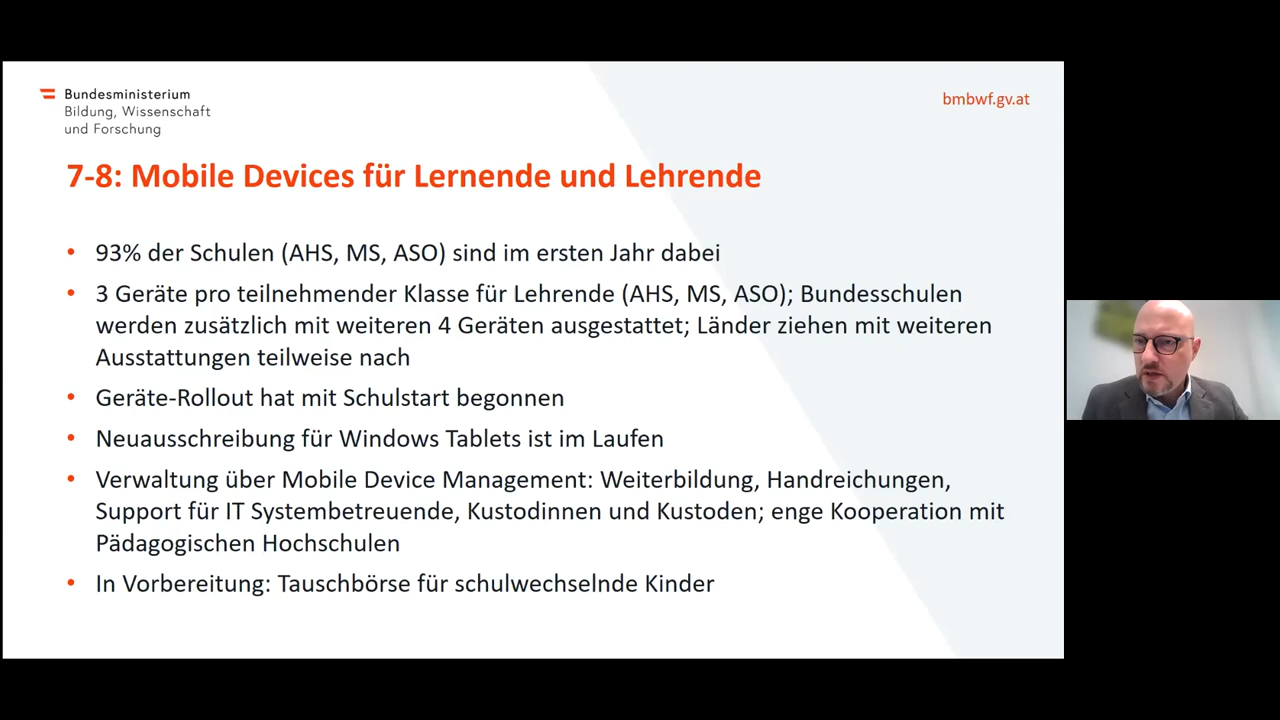 Bundesministerium
Bildung, Wissenschaft
und Forschung
bmbwf.gv.at
7-8: Mobile Devices für Lernende und Lehrende
• 93% der Schulen (AHS, MS, ASO) sind im ersten Jahr dabei
• 3 Geräte pro teilnehmender Klasse für Lehrende (AHS, MS, ASO); Bundesschulen
werden zusätzlich mit weiteren 4 Geräten ausgestattet; Länder ziehen mit weiteren
Ausstattungen teilweise nach
• Geräte-Rollout hat mit Schulstart begonnen
• Neuausschreibung für Windows Tablets ist im Laufen
• Verwaltung über Mobile Device Management: Weiterbildung, Handreichungen,
Support für IT Systembetreuende, Kustodinnen und Kustoden; enge Kooperation mit
Pädagogischen Hochschulen
• In Vorbereitung: Tauschbörse für schulwechselnde Kinder